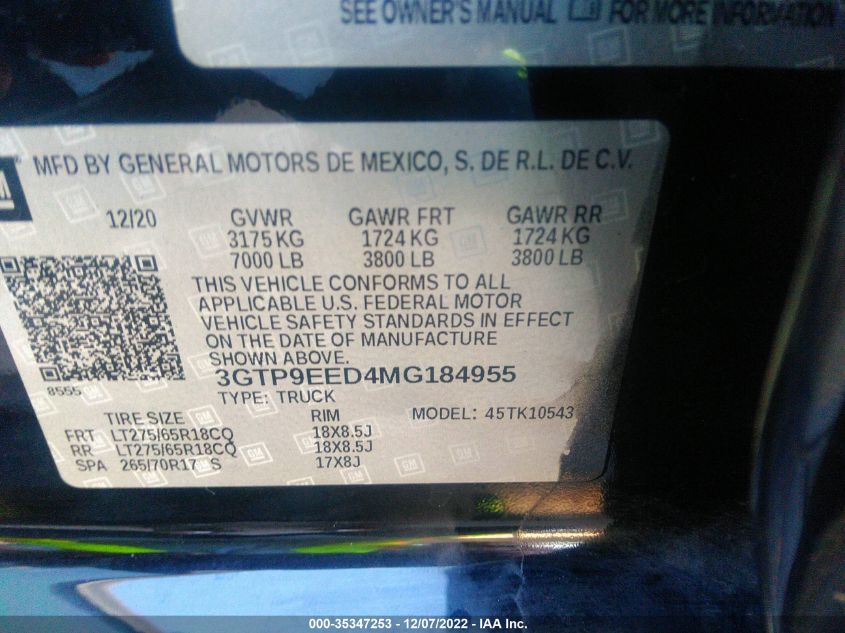 SEE OWNER'S MANUAL FOR MORE INFORMATION
GM
MFD BY GENERAL MOTORS DE MEXICO, S. DE R.L. DE C.V.
12/20 GVWR GAWR FRT GAWR RR
3175 KG 1724 KG 1724 KG
7000 LB 3800 LB 3800 LB
THIS VEHICLE CONFORMS TO ALL
APPLICABLE U.S. FEDERAL MOTOR
VEHICLE SAFETY STANDARDS IN EFFECT
ON THE DATE OF MANUFACTURE
SHOWN ABOVE.
8555 3GTP9EED4MG184955
TYPE: TRUCK
TIRE SIZE RIM MODEL: 45TK10543
FRT LT275/65R18CQ 18X8.5J
RR LT275/65R18CQ 18X8.5J
SPA 265/70R17 S 17X8J
000-35347253 - 12/07/2022 - IAAI.com